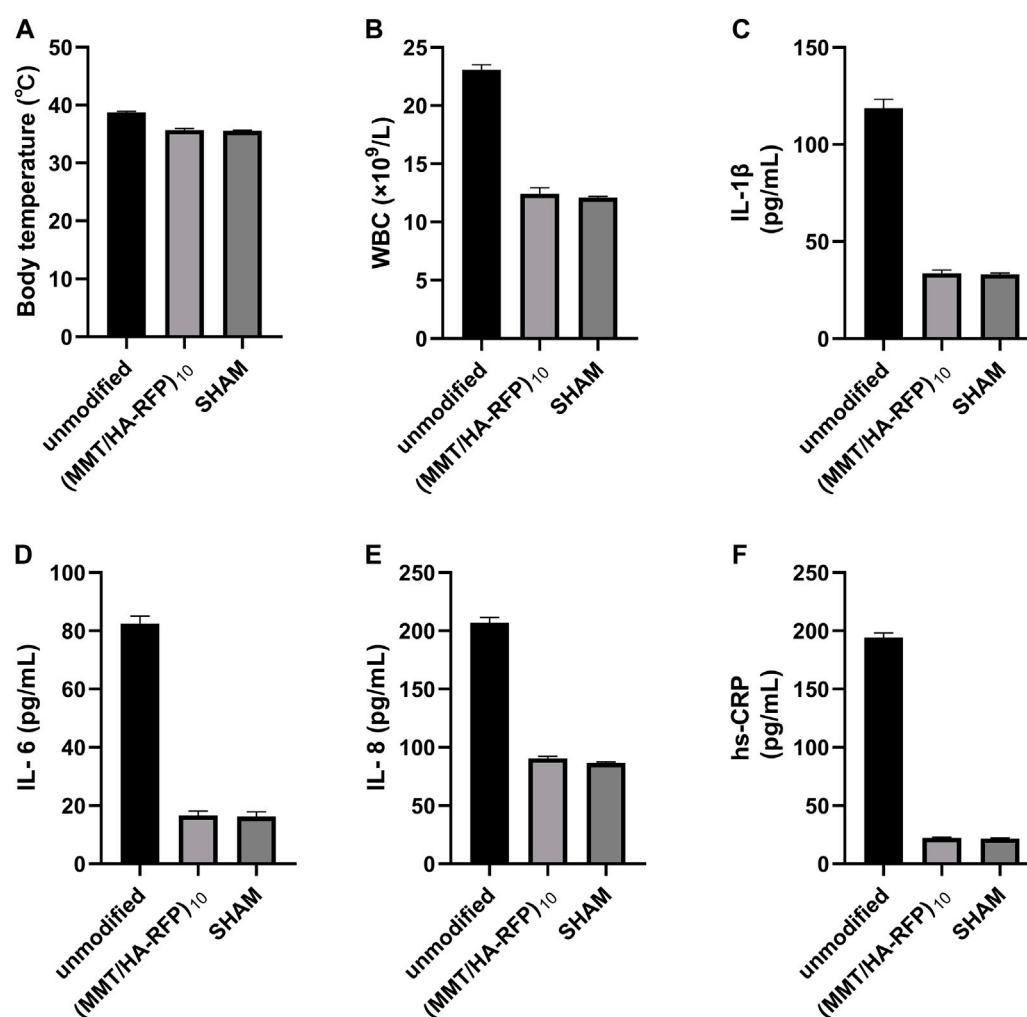 A
Body temperature (℃)
50
40
30
20
10
0
unmodified
(MMT/HA-RFP)₁₀
SHAM
B
WBC (×10⁹/L)
25
20
15
10
5
0
unmodified
(MMT/HA-RFP)₁₀
SHAM
C
IL-1β
(pg/mL)
150
100
50
0
unmodified
(MMT/HA-RFP)₁₀
SHAM
D
IL- 6 (pg/mL)
100
80
60
40
20
0
unmodified
(MMT/HA-RFP)₁₀
SHAM
E
IL- 8 (pg/mL)
250
200
150
100
50
0
unmodified
(MMT/HA-RFP)₁₀
SHAM
F
hs-CRP
(pg/mL)
250
200
150
100
50
0
unmodified
(MMT/HA-RFP)₁₀
SHAM